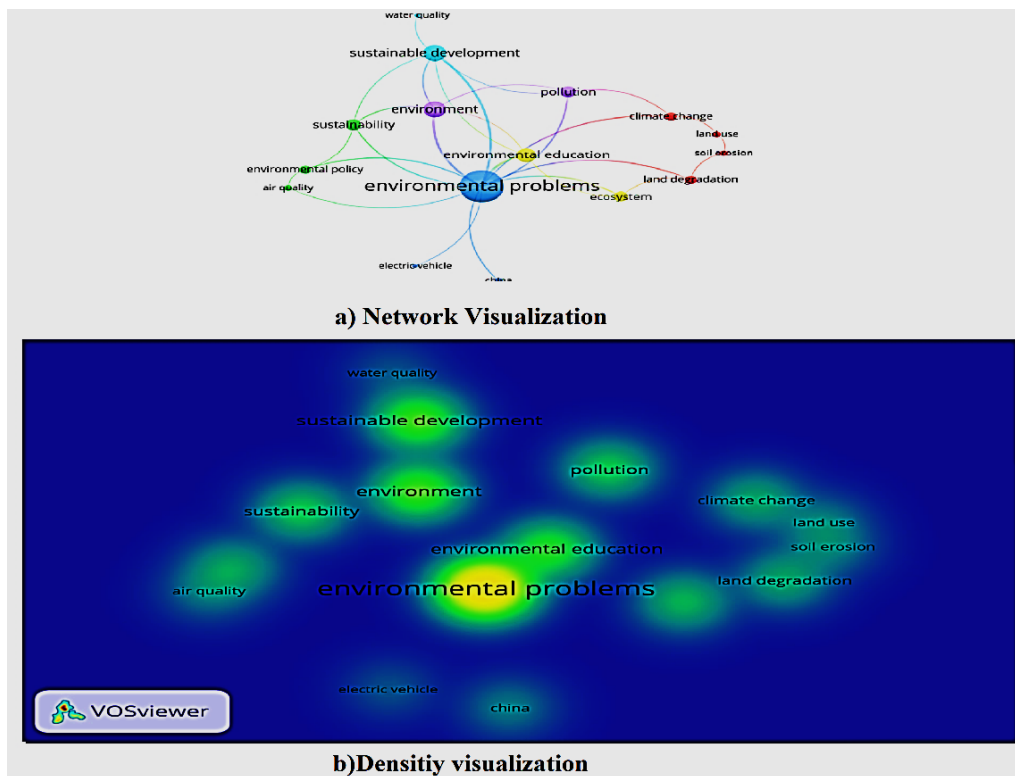 water quality
sustainable development
pollution
environment
climate change
sustainability
land use
soil erosion
environmental education
environmental policy
land degradation
air quality
environmental problems
ecosystem
electric vehicle
china
a) Network Visualization
water quality
sustainable development
pollution
environment
climate change
sustainability
land use
soil erosion
environmental education
land degradation
air quality
environmental problems
electric vehicle
china
VOSviewer
b)Densitiy visualization